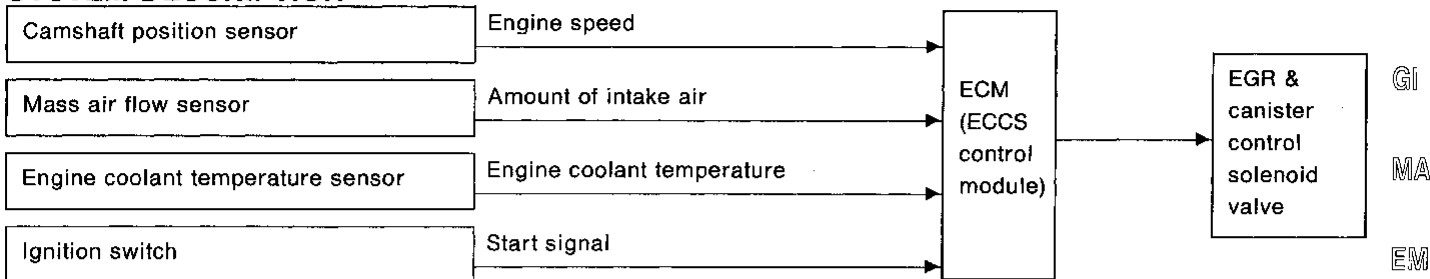 Camshaft position sensor
Engine speed
Mass air flow sensor
Amount of intake air
Engine coolant temperature sensor
Engine coolant temperature
Ignition switch
Start signal
ECM
(ECCS
control
module)
EGR &
canister
control
solenoid
valve
GI
MA
EM